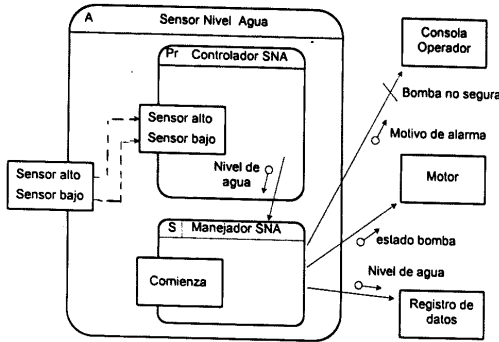 A Sensor Nivel Agua
Pr Controlador SNA
Sensor alto
Sensor bajo
Sensor alto
Sensor bajo
Nivel de
agua
S Manejador SNA
Comienza
Consola
Operador
Bomba no segura
Motivo de alarma
Motor
estado bomba
Nivel de agua
Registro de
datos